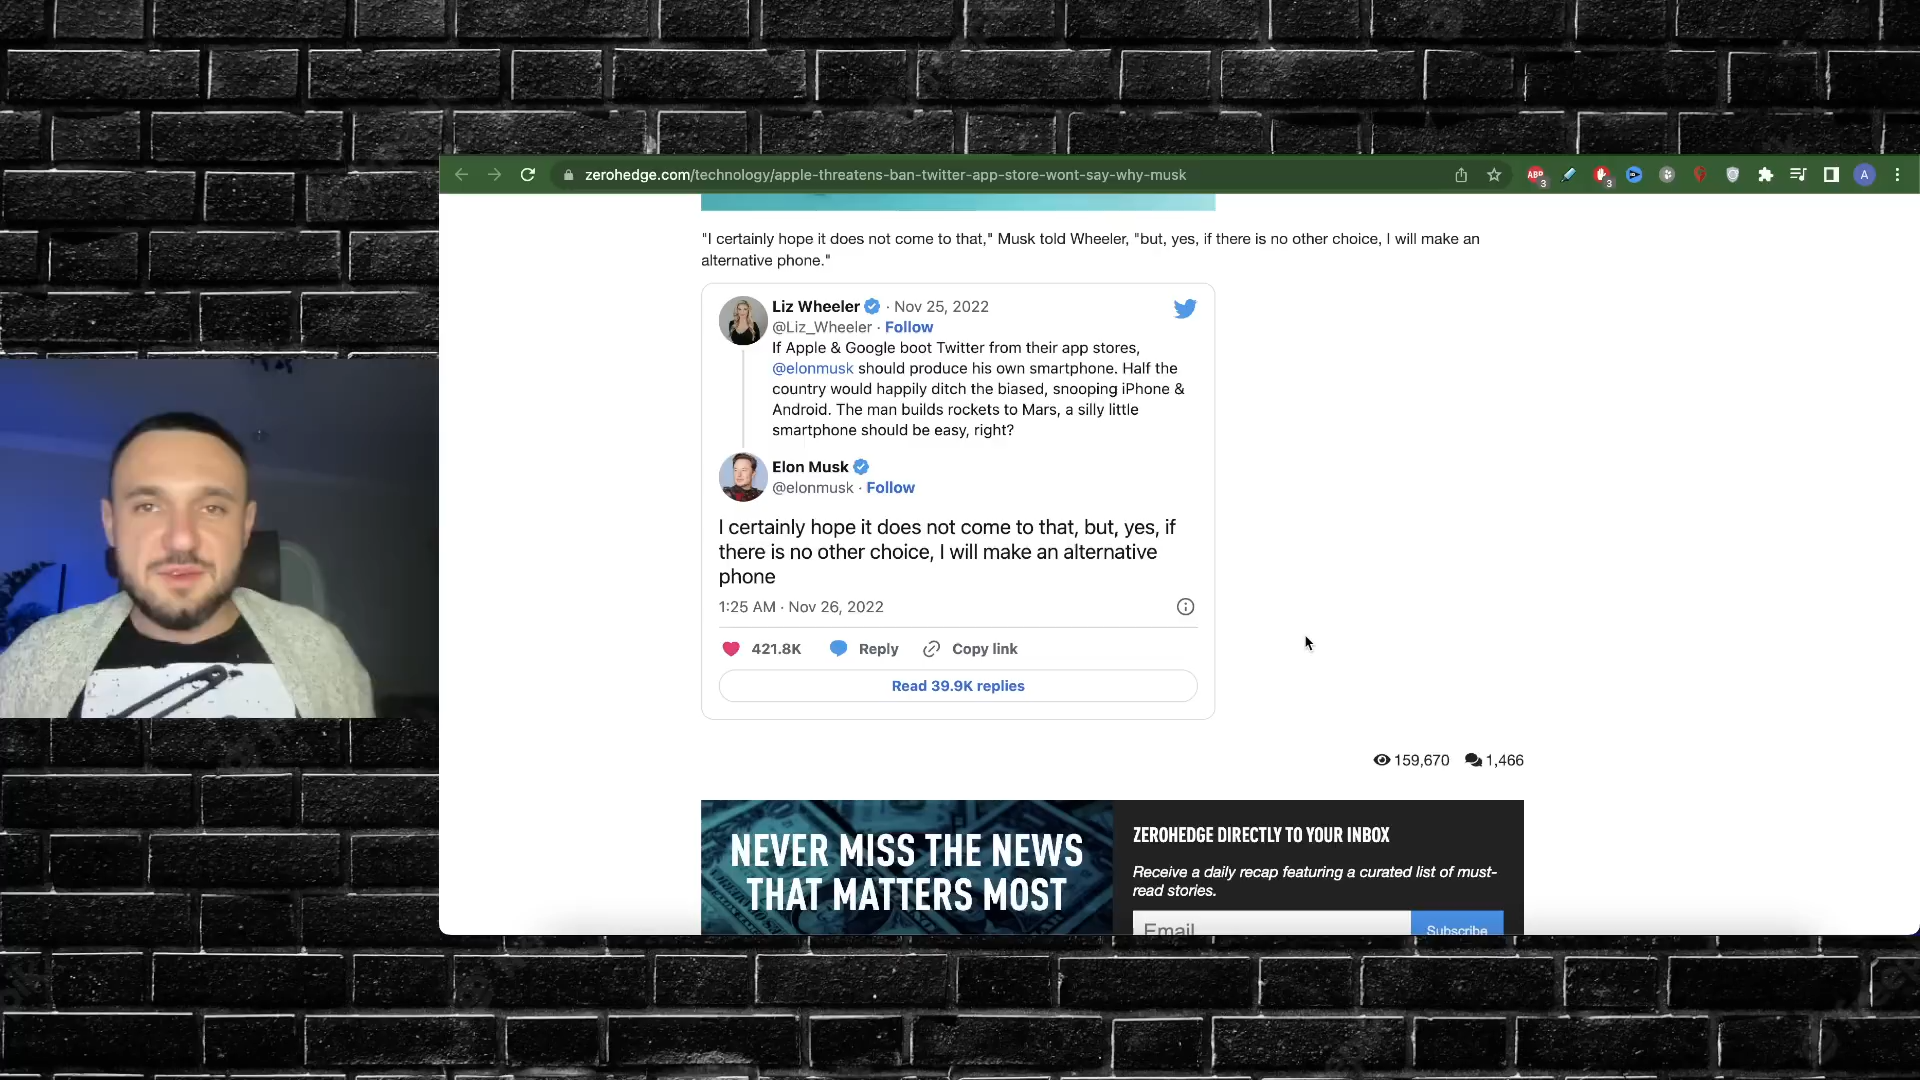 zerohedge.com/technology/apple-threatens-ban-twitter-app-store-wont-say-why-musk
ABP
3
3
A
"I certainly hope it does not come to that," Musk told Wheeler, "but, yes, if there is no other choice, I will make an
alternative phone."
Liz Wheeler · Nov 25, 2022
@Liz_Wheeler · Follow
If Apple & Google boot Twitter from their app stores,
@elonmusk should produce his own smartphone. Half the
country would happily ditch the biased, snooping iPhone &
Android. The man builds rockets to Mars, a silly little
smartphone should be easy, right?
Elon Musk
@elonmusk · Follow
I certainly hope it does not come to that, but, yes, if
there is no other choice, I will make an alternative
phone
1:25 AM · Nov 26, 2022
421.8K Reply Copy link
Read 39.9K replies
159,670 1,466
NEVER MISS THE NEWS
THAT MATTERS MOST
ZEROHEDGE DIRECTLY TO YOUR INBOX
Receive a daily recap featuring a curated list of must-
read stories.
Email
Subscribe